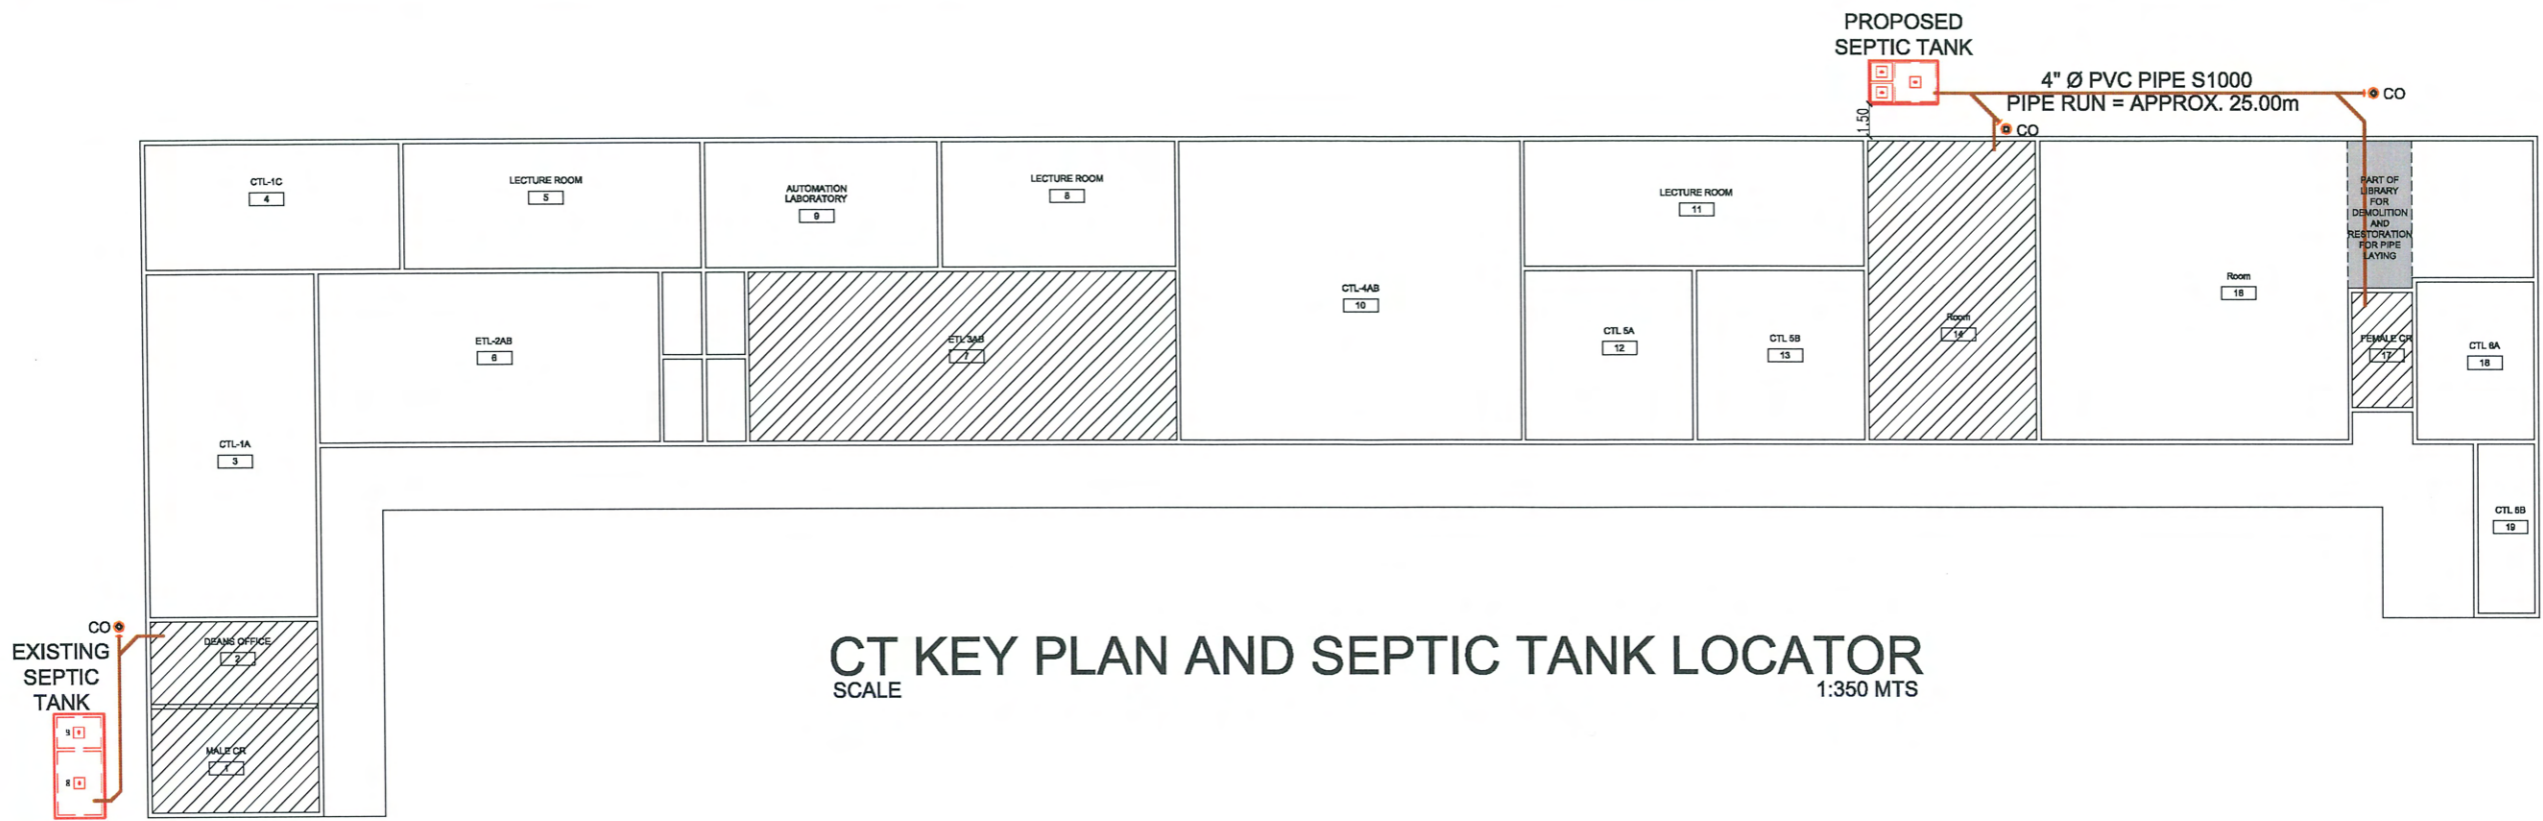 PROPOSED
SEPTIC TANK
4" Ø PVC PIPE S1000
PIPE RUN = APPROX. 25.00m
CO
1.50
CO
CTL-1C
4
LECTURE ROOM
5
AUTOMATION
LABORATORY
9
LECTURE ROOM
8
LECTURE ROOM
11
PART OF
LIBRARY
FOR
DEMOLITION
AND
RESTORATION
FOR PIPE
LAYING
CTL-1A
3
ETL-2AB
6
ETL 3AB
7
CTL-4AB
10
CTL 5A
12
CTL 5B
13
Room
14
Room
16
FEMALE CR
17
CTL 6A
18
CTL 6B
19
CO
EXISTING
SEPTIC
TANK
DEANS OFFICE
2
MALE CR
1
CT KEY PLAN AND SEPTIC TANK LOCATOR
SCALE
1:350 MTS